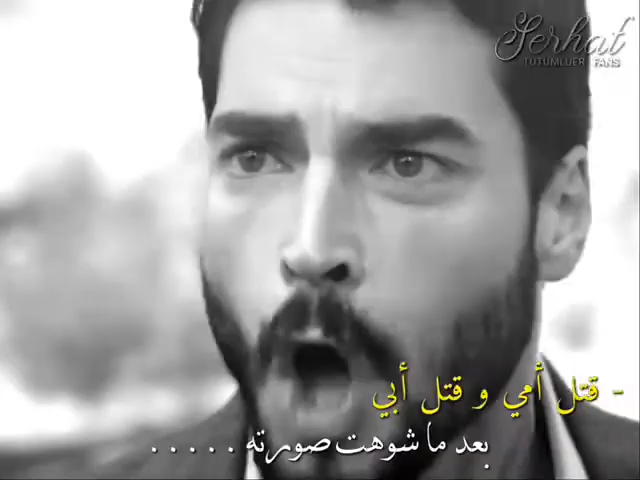 Serhat
TUTUMLUER FANS
- قتل أمي و قتل أبي
بعد ما شوهت صورته . . . . .